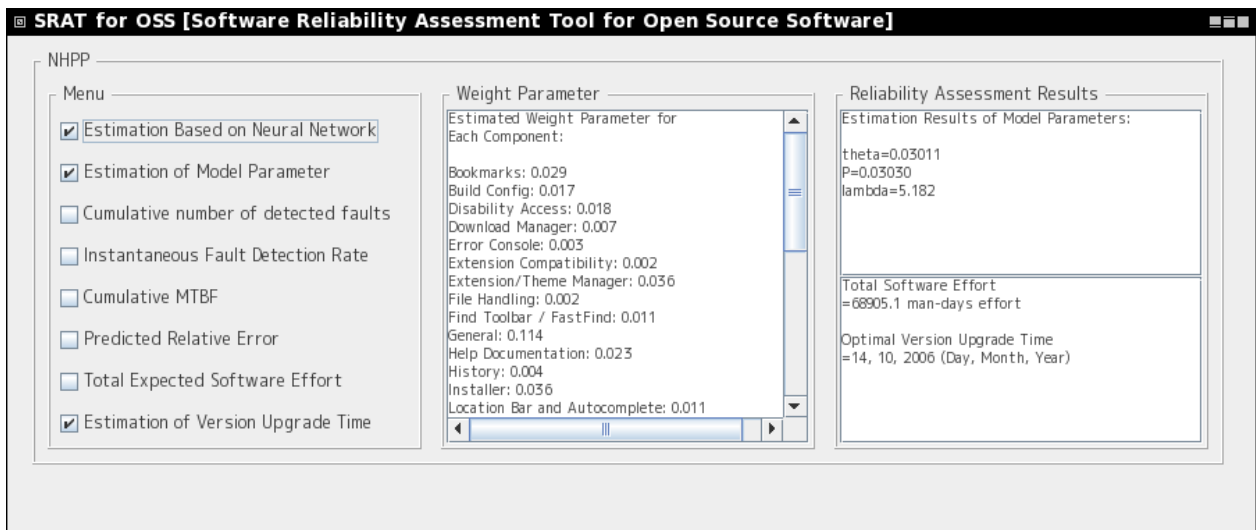 SRAT for OSS [Software Reliability Assessment Tool for Open Source Software]
NHPP
Menu
Estimation Based on Neural Network
Estimation of Model Parameter
Cumulative number of detected faults
Instantaneous Fault Detection Rate
Cumulative MTBF
Predicted Relative Error
Total Expected Software Effort
Estimation of Version Upgrade Time
Weight Parameter
Estimated Weight Parameter for
Each Component:
Bookmarks: 0.029
Build Config: 0.017
Disability Access: 0.018
Download Manager: 0.007
Error Console: 0.003
Extension Compatibility: 0.002
Extension/Theme Manager: 0.036
File Handling: 0.002
Find Toolbar / FastFind: 0.011
General: 0.114
Help Documentation: 0.023
History: 0.004
Installer: 0.036
Location Bar and Autocomplete: 0.011
Reliability Assessment Results
Estimation Results of Model Parameters:
theta=0.03011
P=0.03030
lambda=5.182
Total Software Effort
=68905.1 man-days effort
Optimal Version Upgrade Time
=14, 10, 2006 (Day, Month, Year)